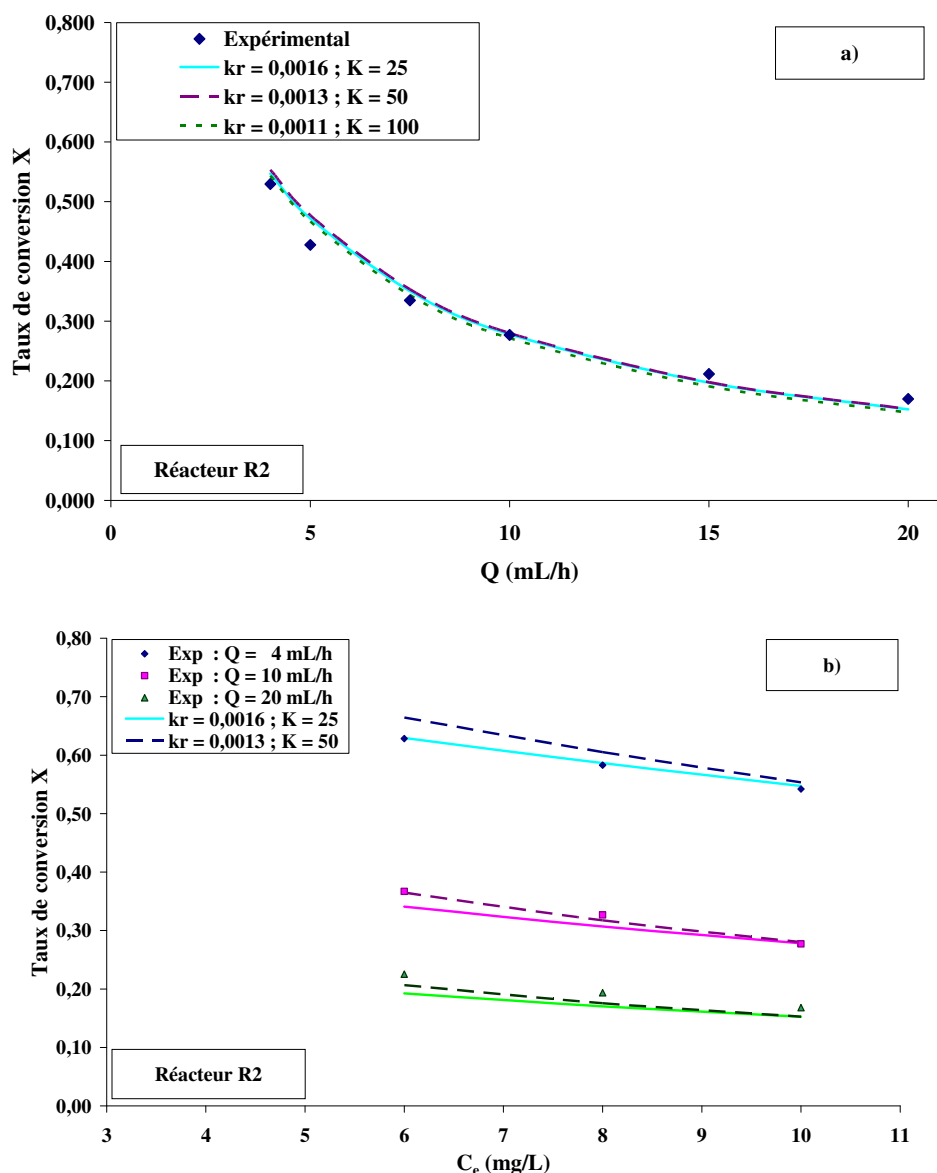 0,800
0,700
0,600
0,500
0,400
0,300
0,200
0,100
0,000
Taux de conversion X
Expérimental
kr = 0,0016 ; K = 25
kr = 0,0013 ; K = 50
kr = 0,0011 ; K = 100
a)
Réacteur R2
0 5 10 15 20
Q (mL/h)
0,80
0,70
0,60
0,50
0,40
0,30
0,20
0,10
0,00
Taux de conversion X
Exp : Q = 4 mL/h
Exp : Q = 10 mL/h
Exp : Q = 20 mL/h
kr = 0,0016 ; K = 25
kr = 0,0013 ; K = 50
b)
Réacteur R2
3 4 5 6 7 8 9 10 11
Ce (mg/L)